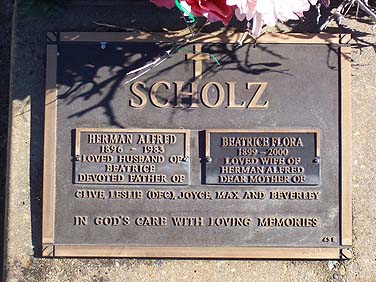 SCHOLZ
HERMAN ALFRED
1896 - 1983
LOVED HUSBAND OF
BEATRICE
DEVOTED FATHER OF
BEATRICE FLORA
1899 - 2000
LOVED WIFE OF
HERMAN ALFRED
DEAR MOTHER OF
CLIVE, LESLIE (DEC), JOYCE, MAX AND BEVERLEY
IN GOD'S CARE WITH LOVING MEMORIES